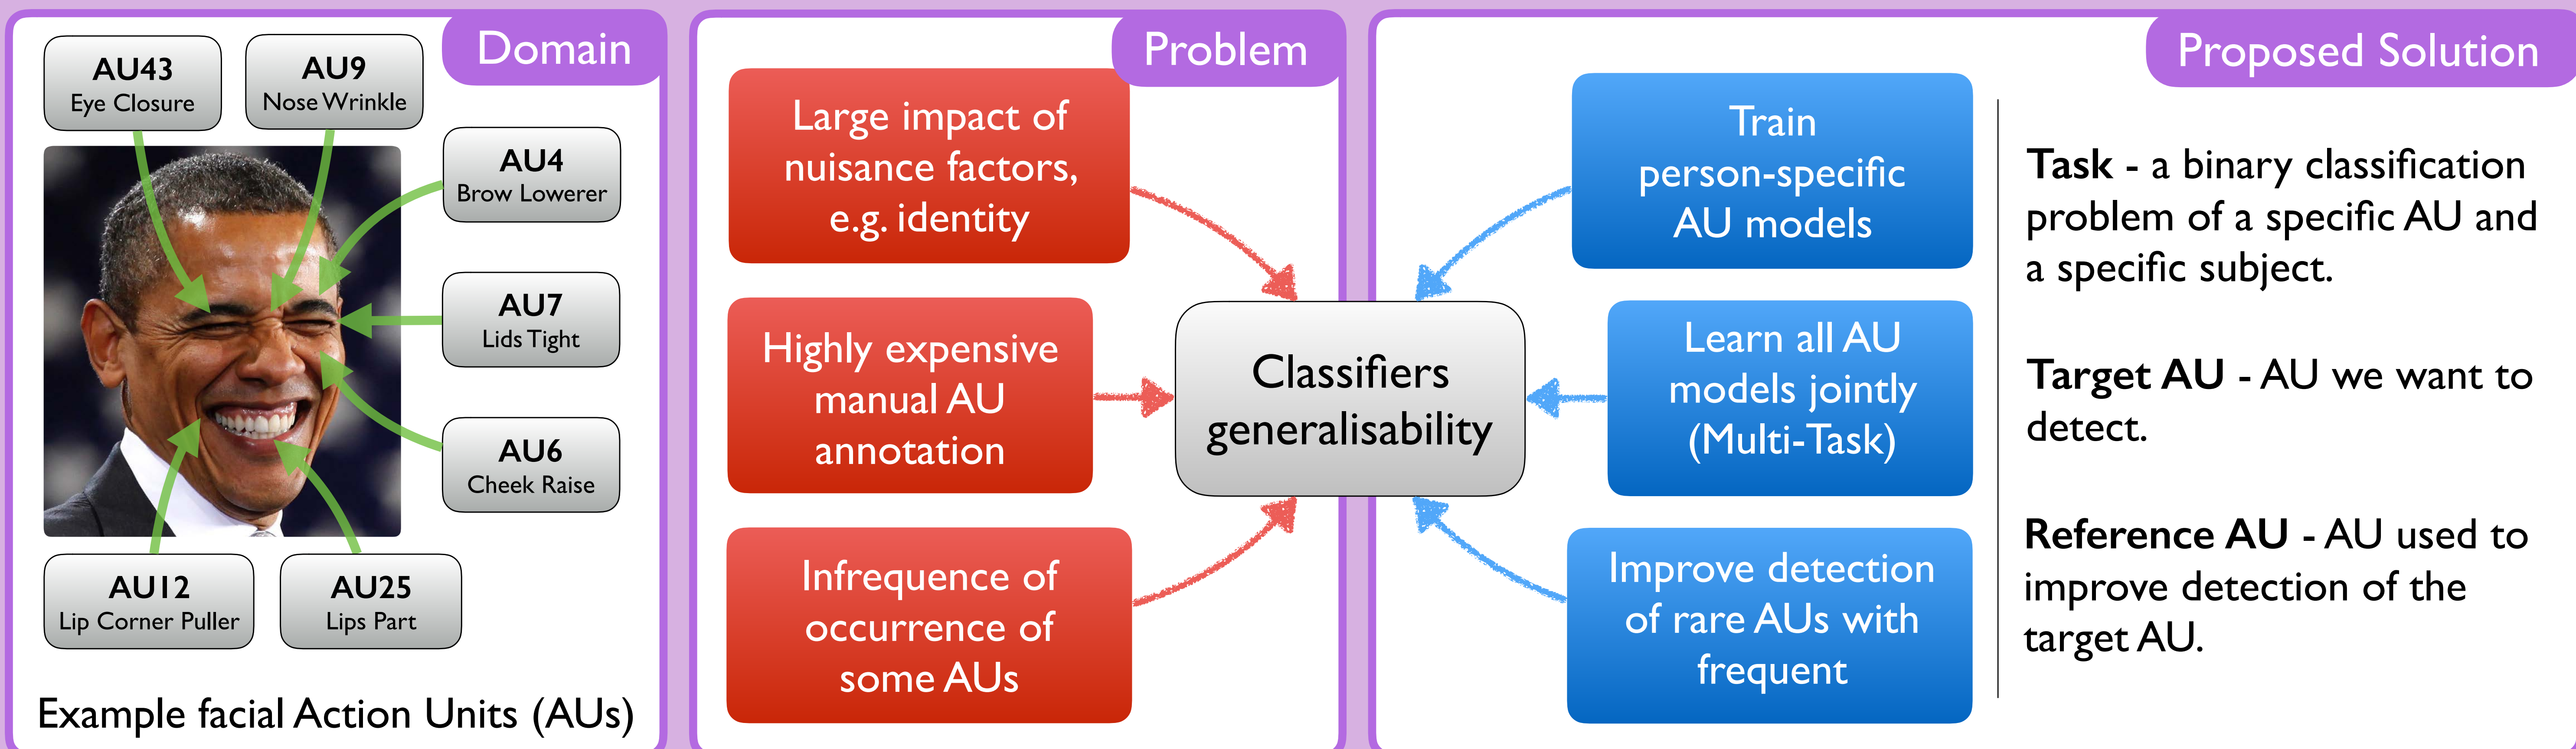 Domain
AU43
Eye Closure
AU9
Nose Wrinkle
AU4
Brow Lowerer
AU7
Lids Tight
AU6
Cheek Raise
AU12
Lip Corner Puller
AU25
Lips Part
Example facial Action Units (AUs)
Problem
Large impact of
nuisance factors,
e.g. identity
Highly expensive
manual AU
annotation
Infrequence of
occurrence of
some AUs
Classifiers
generalisability
Proposed Solution
Train
person-specific
AU models
Learn all AU
models jointly
(Multi-Task)
Improve detection
of rare AUs with
frequent
Task - a binary classification
problem of a specific AU and
a specific subject.
Target AU - AU we want to
detect.
Reference AU - AU used to
improve detection of the
target AU.